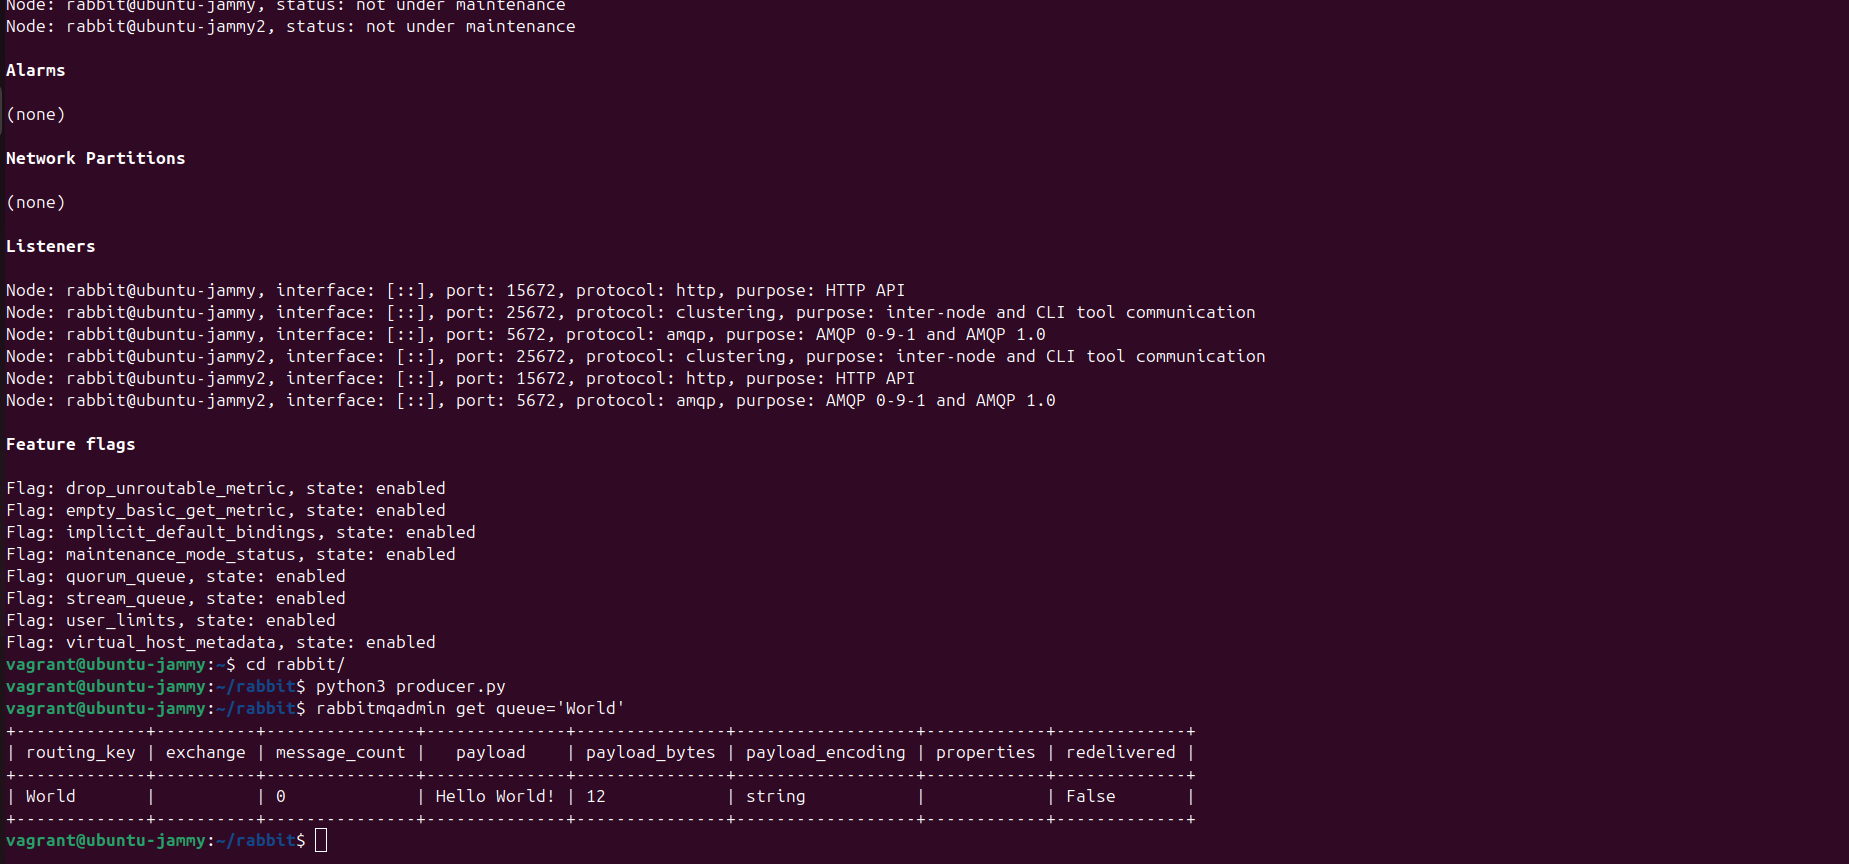 Node: rabbit@ubuntu-jammy, status: not under maintenance
Node: rabbit@ubuntu-jammy2, status: not under maintenance
Alarms
(none)
Network Partitions
(none)
Listeners
Node: rabbit@ubuntu-jammy, interface: [::], port: 15672, protocol: http, purpose: HTTP API
Node: rabbit@ubuntu-jammy, interface: [::], port: 25672, protocol: clustering, purpose: inter-node and CLI tool communication
Node: rabbit@ubuntu-jammy, interface: [::], port: 5672, protocol: amqp, purpose: AMQP 0-9-1 and AMQP 1.0
Node: rabbit@ubuntu-jammy2, interface: [::], port: 25672, protocol: clustering, purpose: inter-node and CLI tool communication
Node: rabbit@ubuntu-jammy2, interface: [::], port: 15672, protocol: http, purpose: HTTP API
Node: rabbit@ubuntu-jammy2, interface: [::], port: 5672, protocol: amqp, purpose: AMQP 0-9-1 and AMQP 1.0
Feature flags
Flag: drop_unroutable_metric, state: enabled
Flag: empty_basic_get_metric, state: enabled
Flag: implicit_default_bindings, state: enabled
Flag: maintenance_mode_status, state: enabled
Flag: quorum_queue, state: enabled
Flag: stream_queue, state: enabled
Flag: user_limits, state: enabled
Flag: virtual_host_metadata, state: enabled
vagrant@ubuntu-jammy:~$ cd rabbit/
vagrant@ubuntu-jammy:~/rabbit$ python3 producer.py
vagrant@ubuntu-jammy:~/rabbit$ rabbitmqadmin get queue='World'
+-------------+----------+---------------+--------------+---------------+------------------+------------+-------------+
| routing_key | exchange | message_count |   payload    | payload_bytes | payload_encoding | properties | redelivered |
+-------------+----------+---------------+--------------+---------------+------------------+------------+-------------+
| World       |          | 0             | Hello World! | 12            | string           |            | False       |
+-------------+----------+---------------+--------------+---------------+------------------+------------+-------------+
vagrant@ubuntu-jammy:~/rabbit$